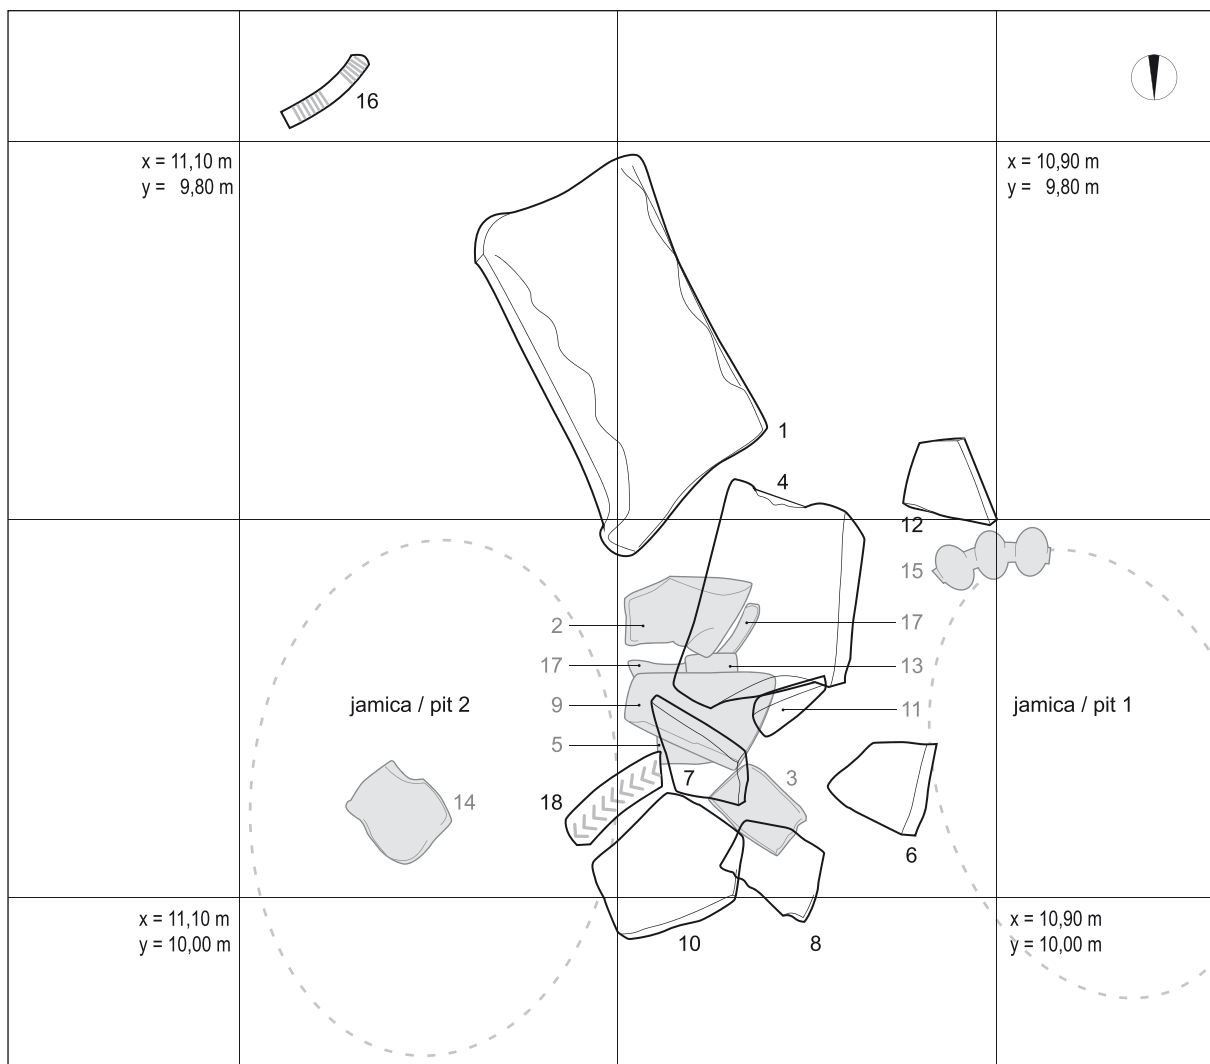 16
x = 11,10 m
y = 9,80 m
x = 10,90 m
y = 9,80 m
1
4
12
15
2
17
17
13
9
11
jamica / pit 2
jamica / pit 1
5
7
3
18
14
6
x = 11,10 m
y = 10,00 m
x = 10,90 m
y = 10,00 m
10
8